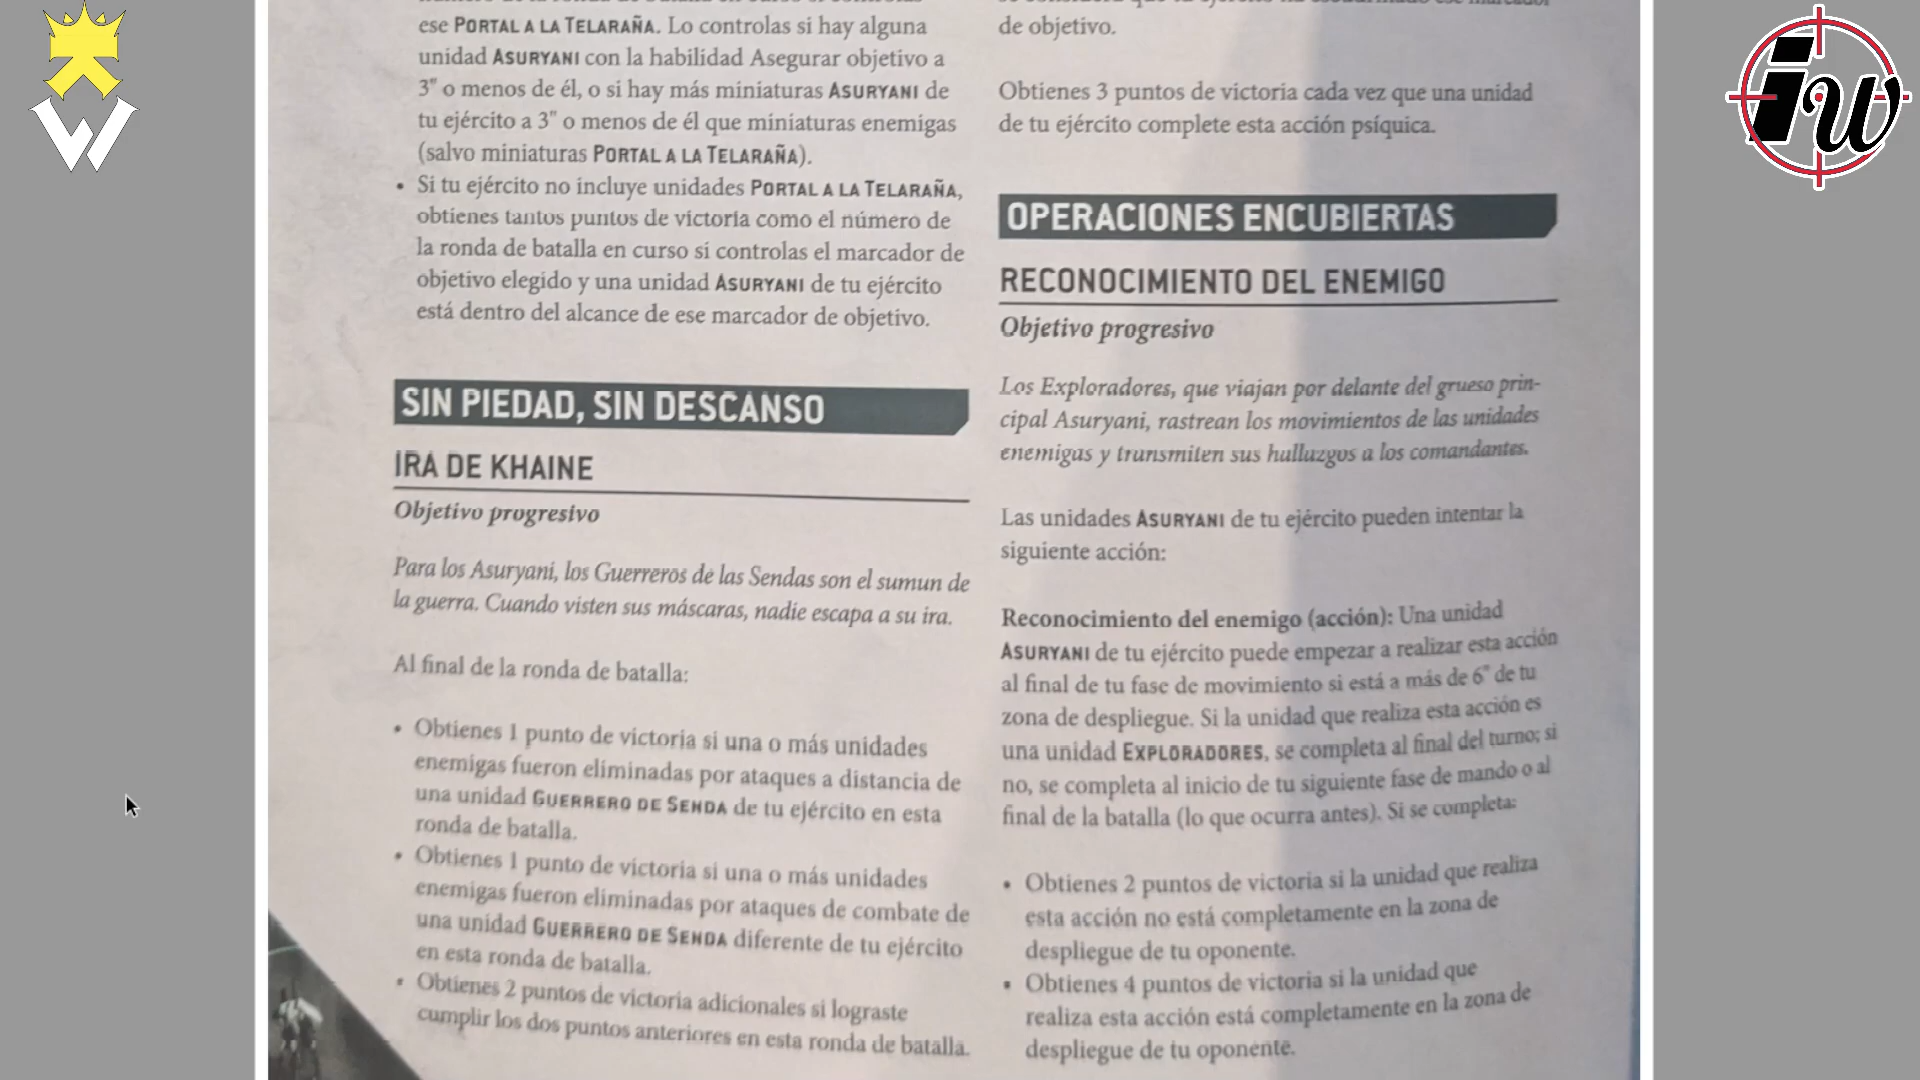 ese PORTAL A LA TELARAÑA. Lo controlas si hay alguna
unidad ASURYANI con la habilidad Asegurar objetivo a
3" o menos de él, o si hay más miniaturas ASURYANI de
tu ejército a 3" o menos de él que miniaturas enemigas
(salvo miniaturas PORTAL A LA TELARAÑA).
• Si tu ejército no incluye unidades PORTAL A LA TELARAÑA,
obtienes tantos puntos de victoria como el número de
la ronda de batalla en curso si controlas el marcador de
objetivo elegido y una unidad ASURYANI de tu ejército
está dentro del alcance de ese marcador de objetivo.
SIN PIEDAD, SIN DESCANSO
IRA DE KHAINE
Objetivo progresivo
Para los Asuryani, los Guerreros de las Sendas son el sumun de
la guerra. Cuando visten sus máscaras, nadie escapa a su ira.
Al final de la ronda de batalla:
• Obtienes 1 punto de victoria si una o más unidades
enemigas fueron eliminadas por ataques a distancia de
una unidad GUERRERO DE SENDA de tu ejército en esta
ronda de batalla.
• Obtienes 1 punto de victoria si una o más unidades
enemigas fueron eliminadas por ataques de combate de
una unidad GUERRERO DE SENDA diferente de tu ejército
en esta ronda de batalla.
• Obtienes 2 puntos de victoria adicionales si lograste
cumplir los dos puntos anteriores en esta ronda de batalla.
de objetivo.
Obtienes 3 puntos de victoria cada vez que una unidad
de tu ejército complete esta acción psíquica.
OPERACIONES ENCUBIERTAS
RECONOCIMIENTO DEL ENEMIGO
Objetivo progresivo
Los Exploradores, que viajan por delante del grueso prin-
cipal Asuryani, rastrean los movimientos de las unidades
enemigas y transmiten sus hallazgos a los comandantes.
Las unidades ASURYANI de tu ejército pueden intentar la
siguiente acción:
Reconocimiento del enemigo (acción): Una unidad
ASURYANI de tu ejército puede empezar a realizar esta acción
al final de tu fase de movimiento si está a más de 6" de tu
zona de despliegue. Si la unidad que realiza esta acción es
una unidad EXPLORADORES, se completa al final del turno; si
no, se completa al inicio de tu siguiente fase de mando o al
final de la batalla (lo que ocurra antes). Si se completa:
• Obtienes 2 puntos de victoria si la unidad que realiza
esta acción no está completamente en la zona de
despliegue de tu oponente.
• Obtienes 4 puntos de victoria si la unidad que
realiza esta acción está completamente en la zona de
despliegue de tu oponente.
iw